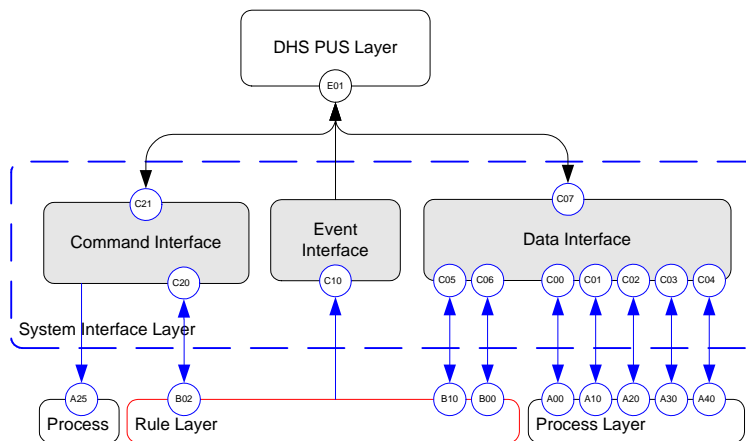 DHS PUS Layer
E01
C21
C07
Command Interface
Event
Interface
Data Interface
C20
C10
C05
C06
C00
C01
C02
C03
C04
System Interface Layer
A25
B02
B10
B00
A00
A10
A20
A30
A40
Process
Rule Layer
Process Layer